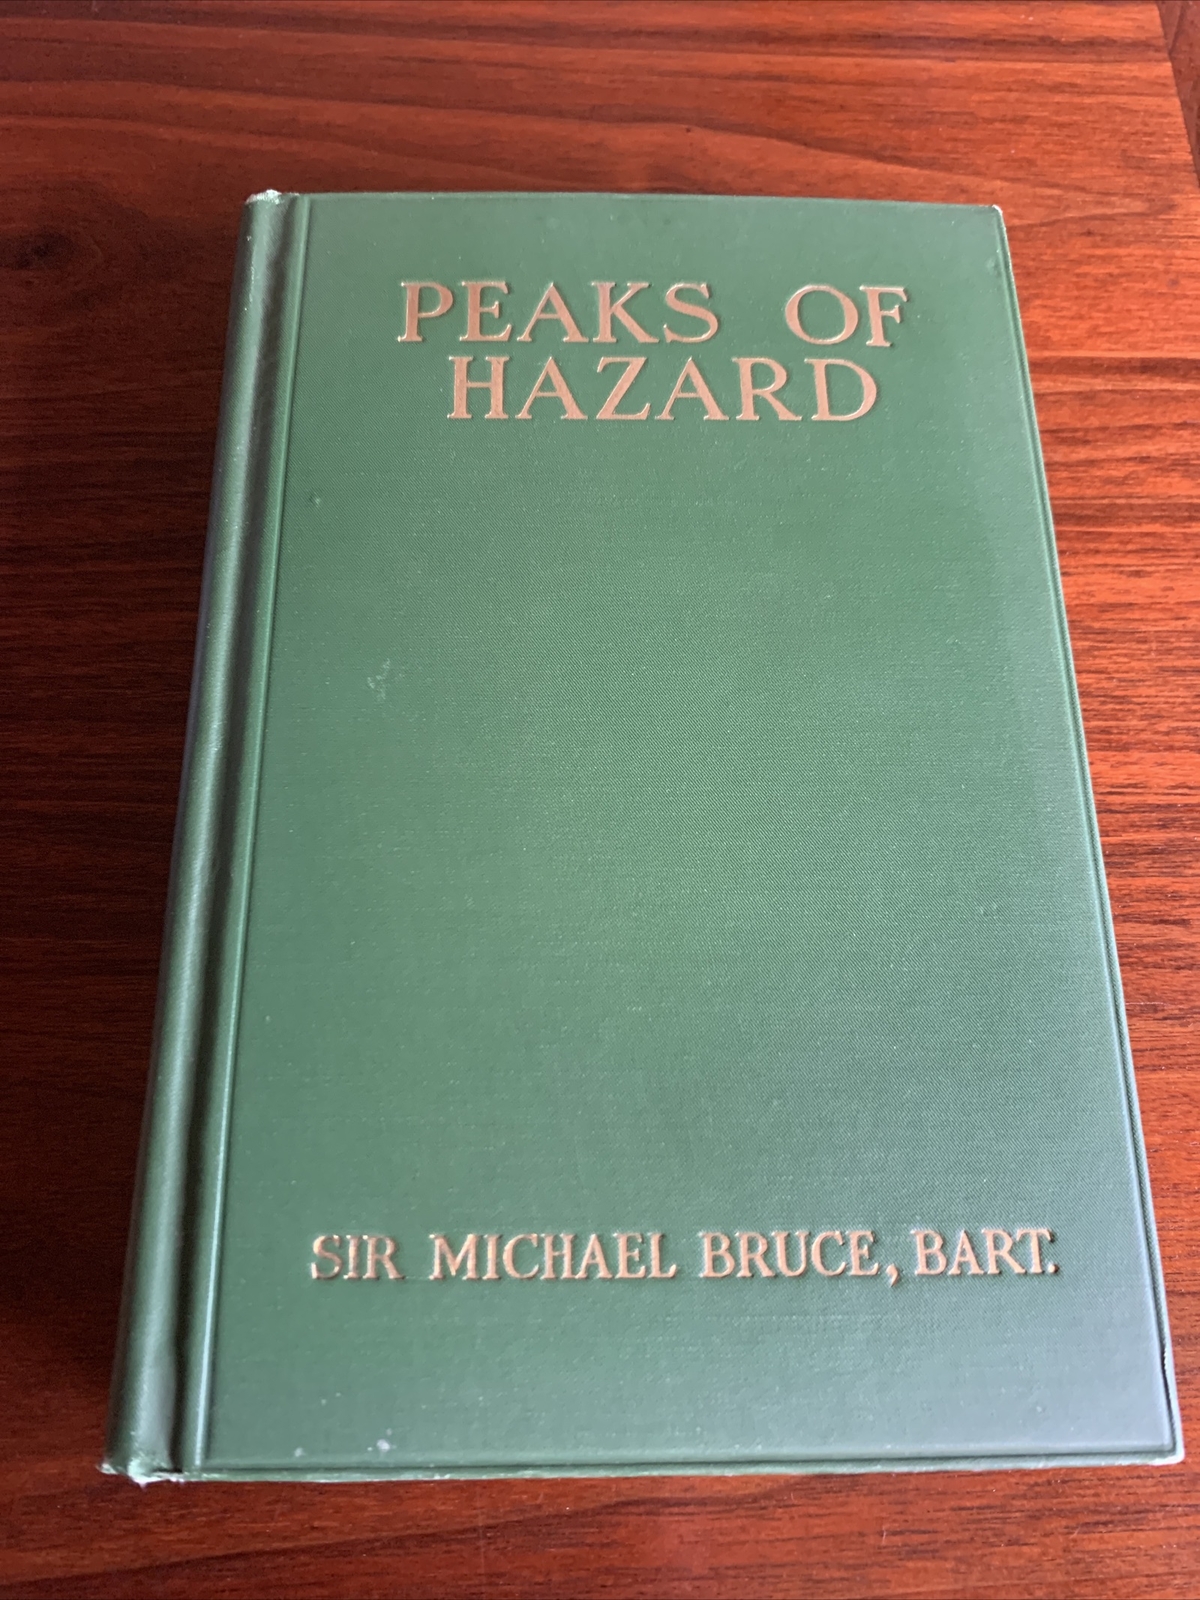 PEAKS OF
HAZARD
SIR MICHAEL BRUCE, BART.